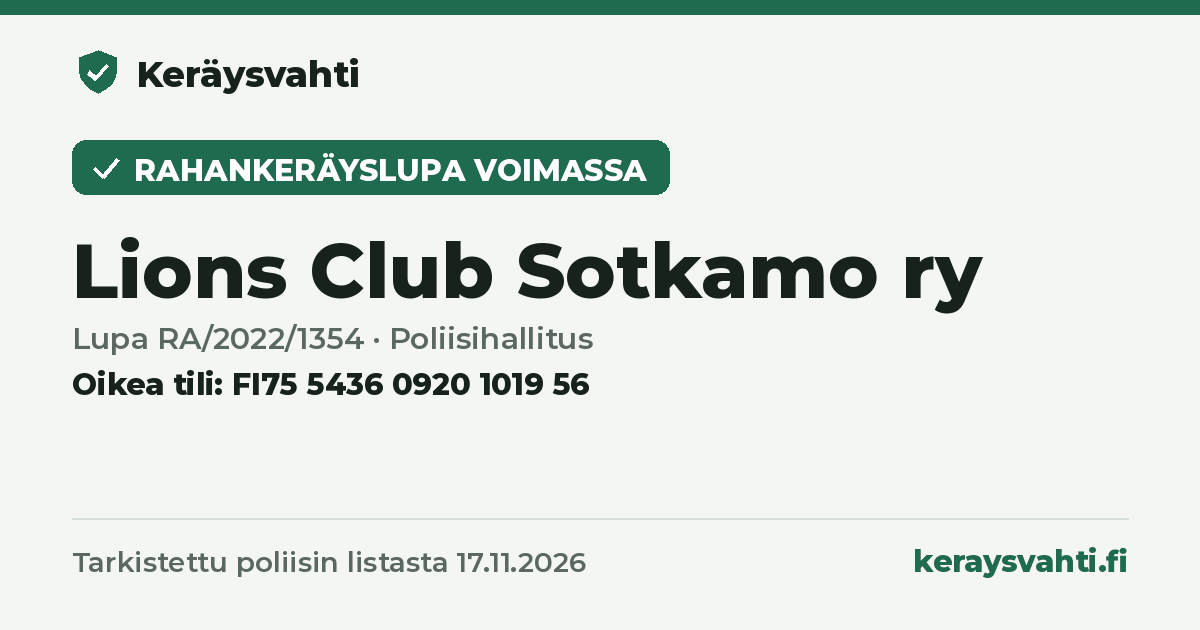 Keräysvahti
RAHANKERÄYSLUPA VOIMASSA
Lions Club Sotkamo ry
Lupa RA/2022/1354 · Poliisihallitus
Oikea tili: FI75 5436 0920 1019 56
Tarkistettu poliisin listasta 17.11.2026
keraysvahti.fi